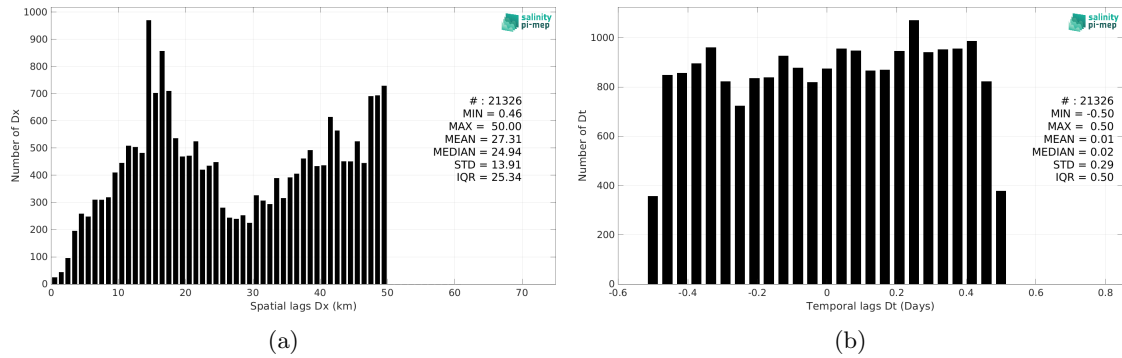 1000
900
800
700
600
500
400
300
200
100
0
0
10
20
30
40
50
60
70
Number of Dx
Spatial lags Dx (km)
salinity
pi-mep
# : 21326
MIN = 0.46
MAX = 50.00
MEAN = 27.31
MEDIAN = 24.94
STD = 13.91
IQR = 25.34
(a)
1000
800
600
400
200
0
-0.6
-0.4
-0.2
0
0.2
0.4
0.6
0.8
Number of Dt
Temporal lags Dt (Days)
salinity
pi-mep
# : 21326
MIN = -0.50
MAX = 0.50
MEAN = 0.01
MEDIAN = 0.02
STD = 0.29
IQR = 0.50
(b)